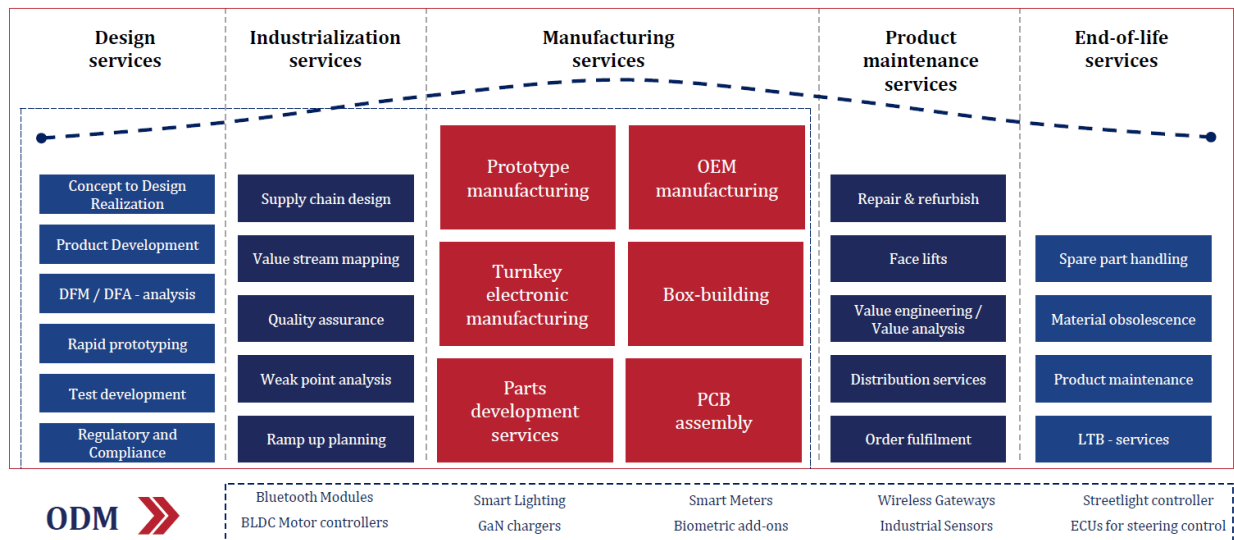 Design
services
Industrialization
services
Manufacturing
services
Product
maintenance
services
End-of-life
services
Concept to Design
Realization
Product Development
DFM / DFA - analysis
Rapid prototyping
Test development
Regulatory and
Compliance
Supply chain design
Value stream mapping
Quality assurance
Weak point analysis
Ramp up planning
Prototype
manufacturing
OEM
manufacturing
Turnkey
electronic
manufacturing
Box-building
Parts
development
services
PCB
assembly
Repair & refurbish
Face lifts
Value engineering /
Value analysis
Distribution services
Order fulfilment
Spare part handling
Material obsolescence
Product maintenance
LTB - services
ODM
Bluetooth Modules
Smart Lighting
Smart Meters
Wireless Gateways
Streetlight controller
BLDC Motor controllers
GaN chargers
Biometric add-ons
Industrial Sensors
ECUs for steering control